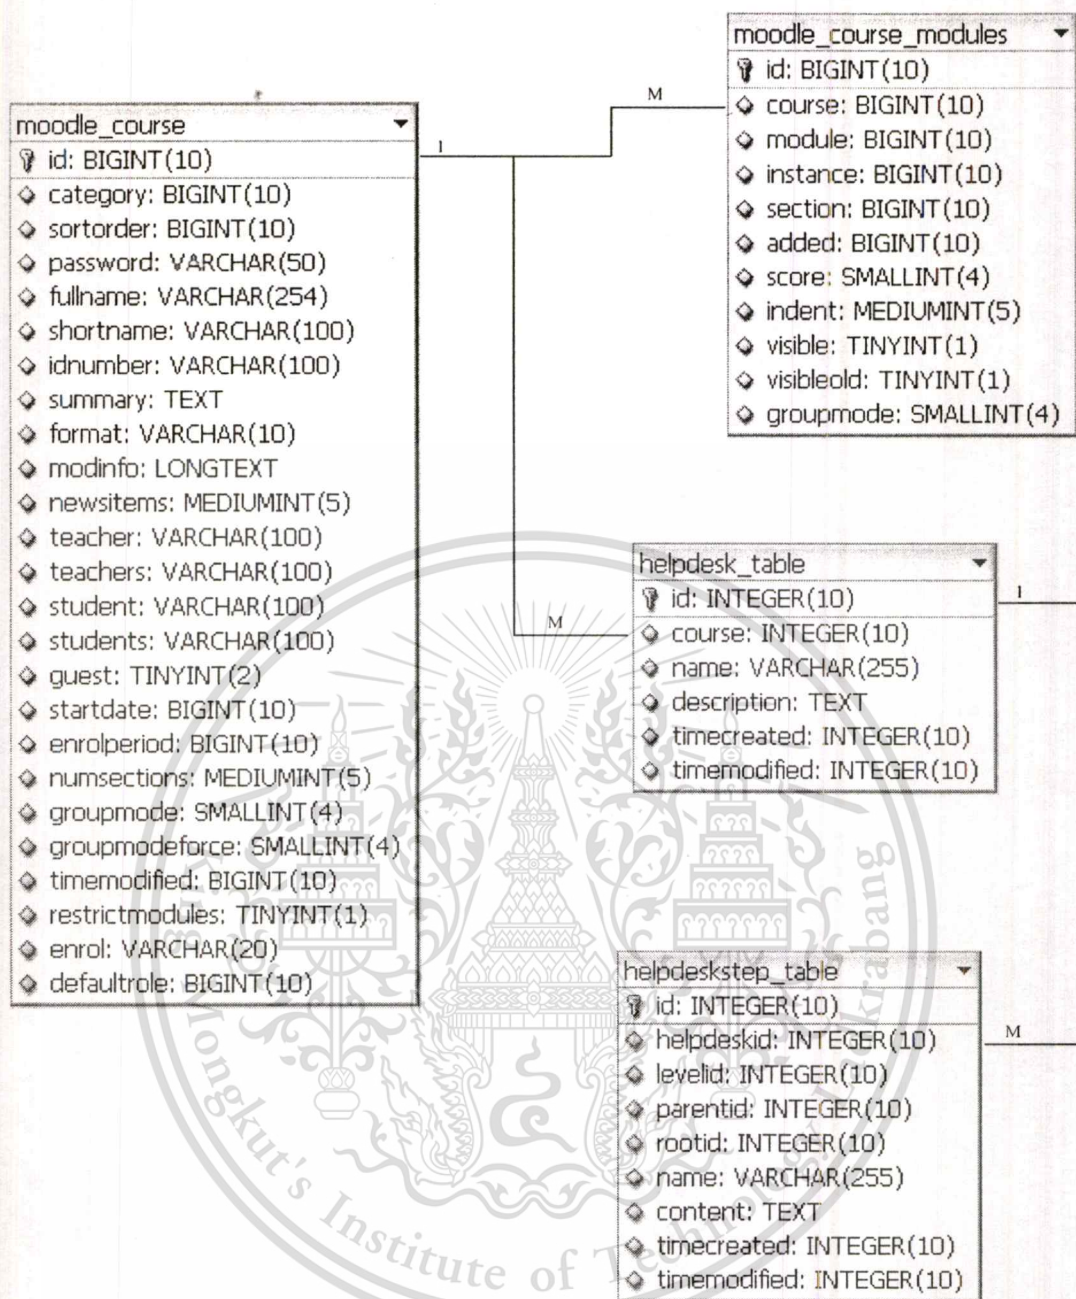 moodle_course
id: BIGINT(10)
category: BIGINT(10)
sortorder: BIGINT(10)
password: VARCHAR(50)
fullname: VARCHAR(254)
shortname: VARCHAR(100)
idnumber: VARCHAR(100)
summary: TEXT
format: VARCHAR(10)
modinfo: LONGTEXT
newsitems: MEDIUMINT(5)
teacher: VARCHAR(100)
teachers: VARCHAR(100)
student: VARCHAR(100)
students: VARCHAR(100)
guest: TINYINT(2)
startdate: BIGINT(10)
enrolperiod: BIGINT(10)
numsections: MEDIUMINT(5)
groupmode: SMALLINT(4)
groupmodeforce: SMALLINT(4)
timemodified: BIGINT(10)
restrictmodules: TINYINT(1)
enrol: VARCHAR(20)
defaultrole: BIGINT(10)
1
M
moodle_course_modules
id: BIGINT(10)
course: BIGINT(10)
module: BIGINT(10)
instance: BIGINT(10)
section: BIGINT(10)
added: BIGINT(10)
score: SMALLINT(4)
indent: MEDIUMINT(5)
visible: TINYINT(1)
visibleold: TINYINT(1)
groupmode: SMALLINT(4)
M
helpdesk_table
id: INTEGER(10)
course: INTEGER(10)
name: VARCHAR(255)
description: TEXT
timecreated: INTEGER(10)
timemodified: INTEGER(10)
1
helpdeskstep_table
id: INTEGER(10)
helpdeskid: INTEGER(10)
levelid: INTEGER(10)
parentid: INTEGER(10)
rootid: INTEGER(10)
name: VARCHAR(255)
content: TEXT
timecreated: INTEGER(10)
timemodified: INTEGER(10)
M
Institute of